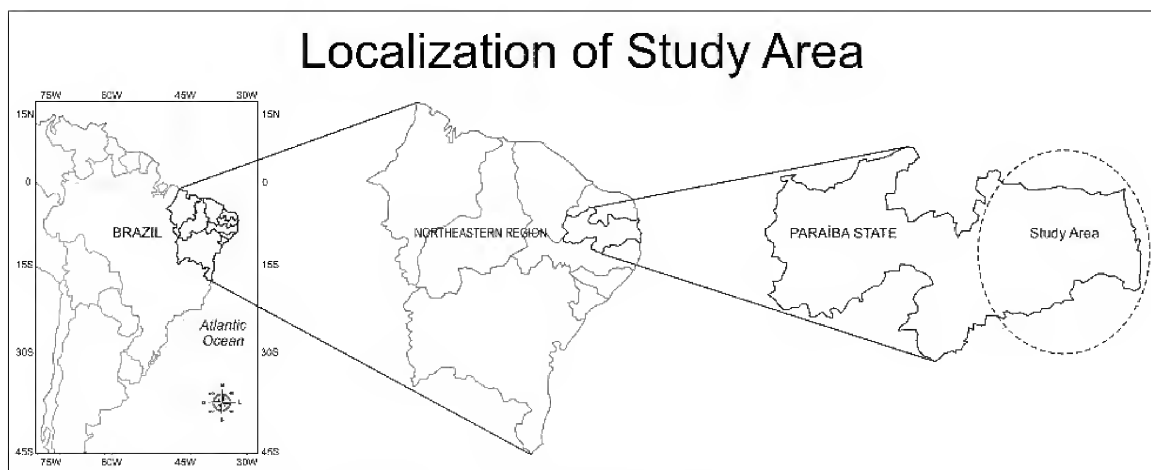 Localization of Study Area
75W 60W 45W 30W
15N 15N
0 0
BRAZIL
NORTHEASTERN REGION
PARAÍBA STATE
Study Area
15S 15S
Atlantic
Ocean
30S 30S
45S 45S
75W 60W 45W 30W